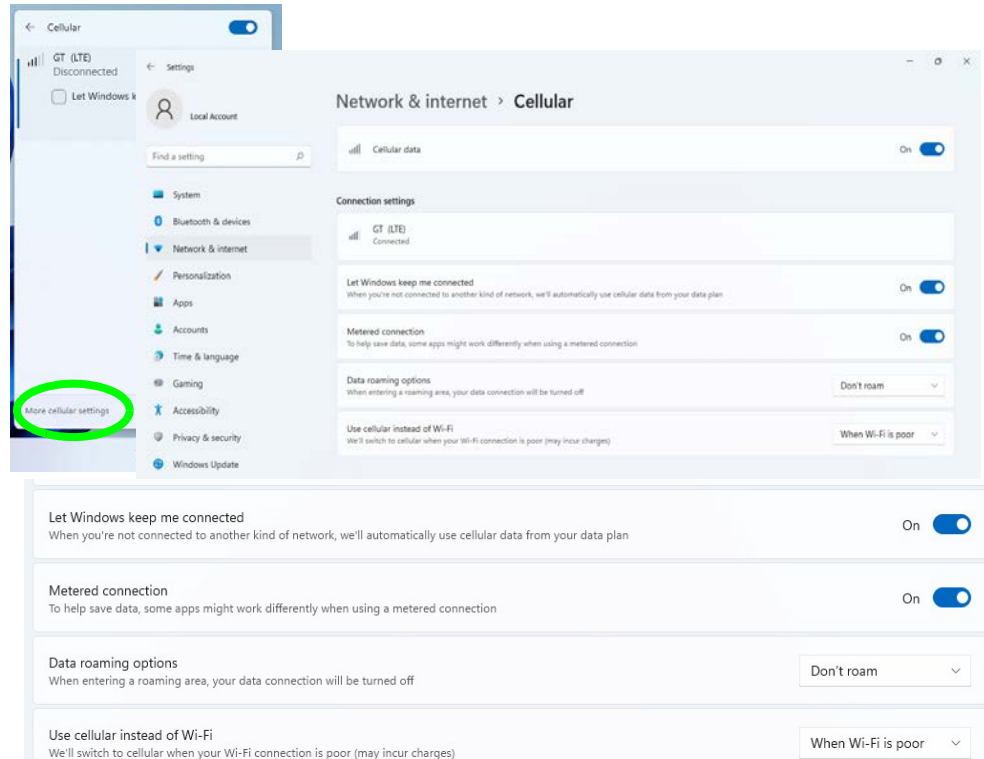 Cellular
GT (LTE)
Disconnected
Let Windows k
More cellular settings
Settings
Local Account
Find a setting
System
Bluetooth & devices
Network & internet
Personalization
Apps
Accounts
Time & language
Gaming
Accessibility
Privacy & security
Windows Update
Network & internet > Cellular
Cellular data
On
Connection settings
GT (LTE)
Connected
Let Windows keep me connected
When you're not connected to another kind of network, we'll automatically use cellular data from your data plan
On
Metered connection
To help save data, some apps might work differently when using a metered connection
On
Data roaming options
When entering a roaming area, your data connection will be turned off
Don't roam
Use cellular instead of Wi-Fi
We'll switch to cellular when your Wi-Fi connection is poor (may incur charges)
When Wi-Fi is poor
Let Windows keep me connected
When you're not connected to another kind of network, we'll automatically use cellular data from your data plan
On
Metered connection
To help save data, some apps might work differently when using a metered connection
On
Data roaming options
When entering a roaming area, your data connection will be turned off
Don't roam
Use cellular instead of Wi-Fi
We'll switch to cellular when your Wi-Fi connection is poor (may incur charges)
When Wi-Fi is poor